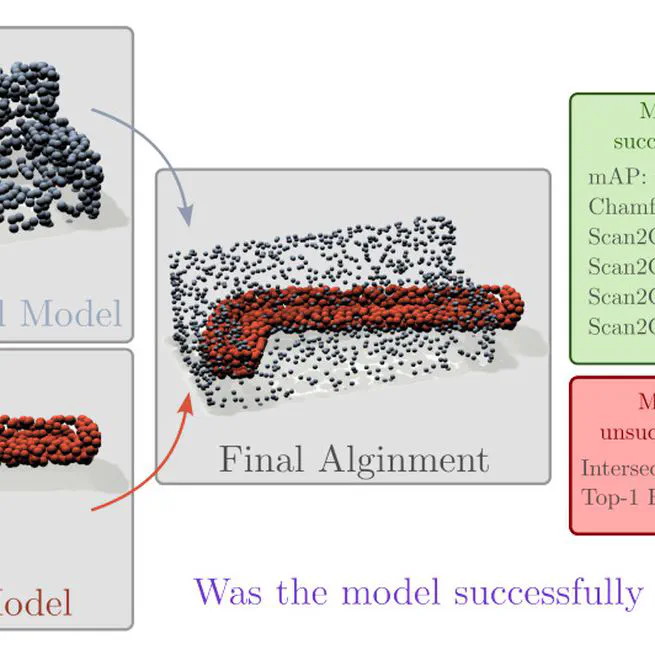 l Model
Model
Final Alginment
M
succ
mAP:
Chamf
Scan2C
Scan2C
Scan2C
Scan2C
M
unsuc
Intersec
Top-1
Was the model successfully